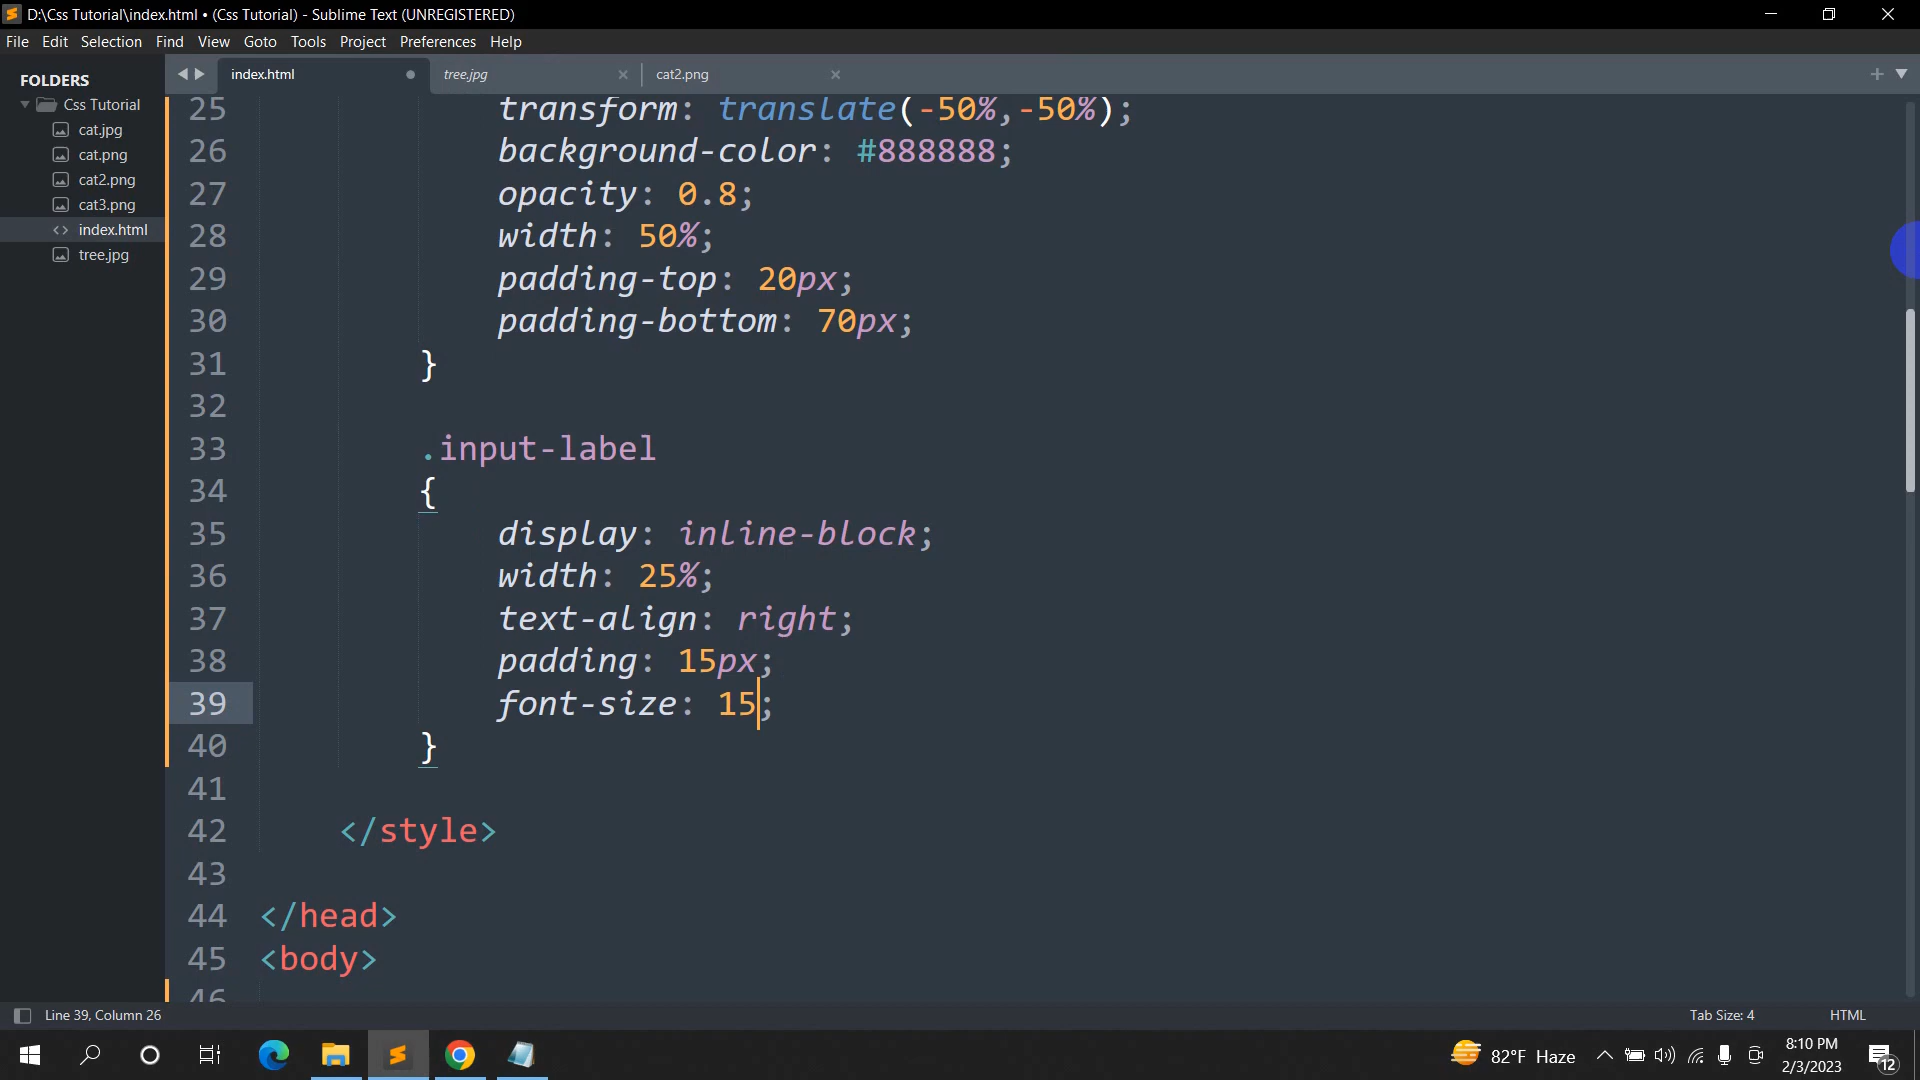 D:\Css Tutorial\index.html • (Css Tutorial) - Sublime Text (UNREGISTERED)
File Edit Selection Find View Goto Tools Project Preferences Help
FOLDERS
Css Tutorial
cat.jpg
cat.png
cat2.png
cat3.png
index.html
tree.jpg
index.html tree.jpg cat2.png
25 transform: translate(-50%,-50%);
26 background-color: #888888;
27 opacity: 0.8;
28 width: 50%;
29 padding-top: 20px;
30 padding-bottom: 70px;
31 }
32
33 .input-label
34 {
35 display: inline-block;
36 width: 25%;
37 text-align: right;
38 padding: 15px;
39 font-size: 15;
40 }
41
42 </style>
43
44 </head>
45 <body>
46
Line 39, Column 26 Tab Size: 4 HTML
82°F Haze
8:10 PM
2/3/2023
12